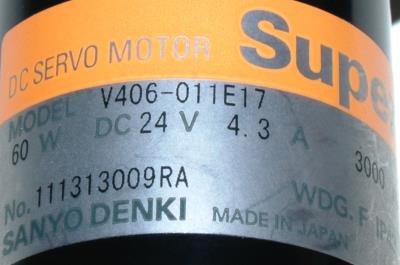 DC SERVO MOTOR Supe
MODEL V406-011E17
60 W DC 24 V 4.3 A 3000
No. 111313009RA WDG. F
SANYO DENKI MADE IN JAPAN